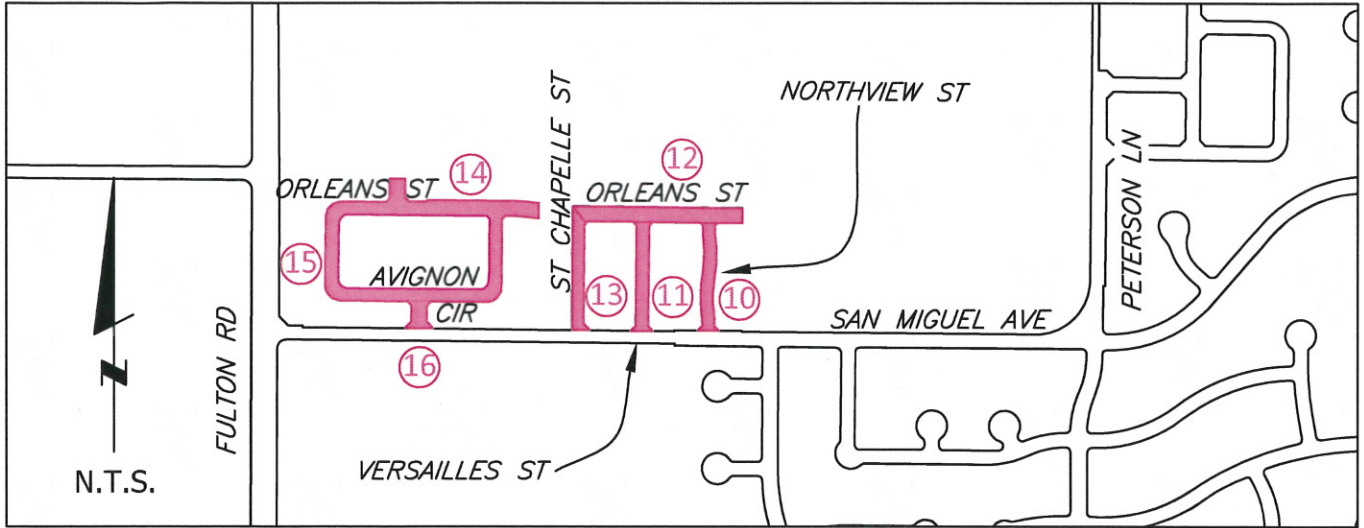 NORTHVIEW ST
ST CHAPELLE ST
12
14
ORLEANS ST
ORLEANS ST
PETERSON LN
15
AVIGNON
CIR
13
11
10
SAN MIGUEL AVE
16
FULTON RD
VERSAILLES ST
N
N.T.S.